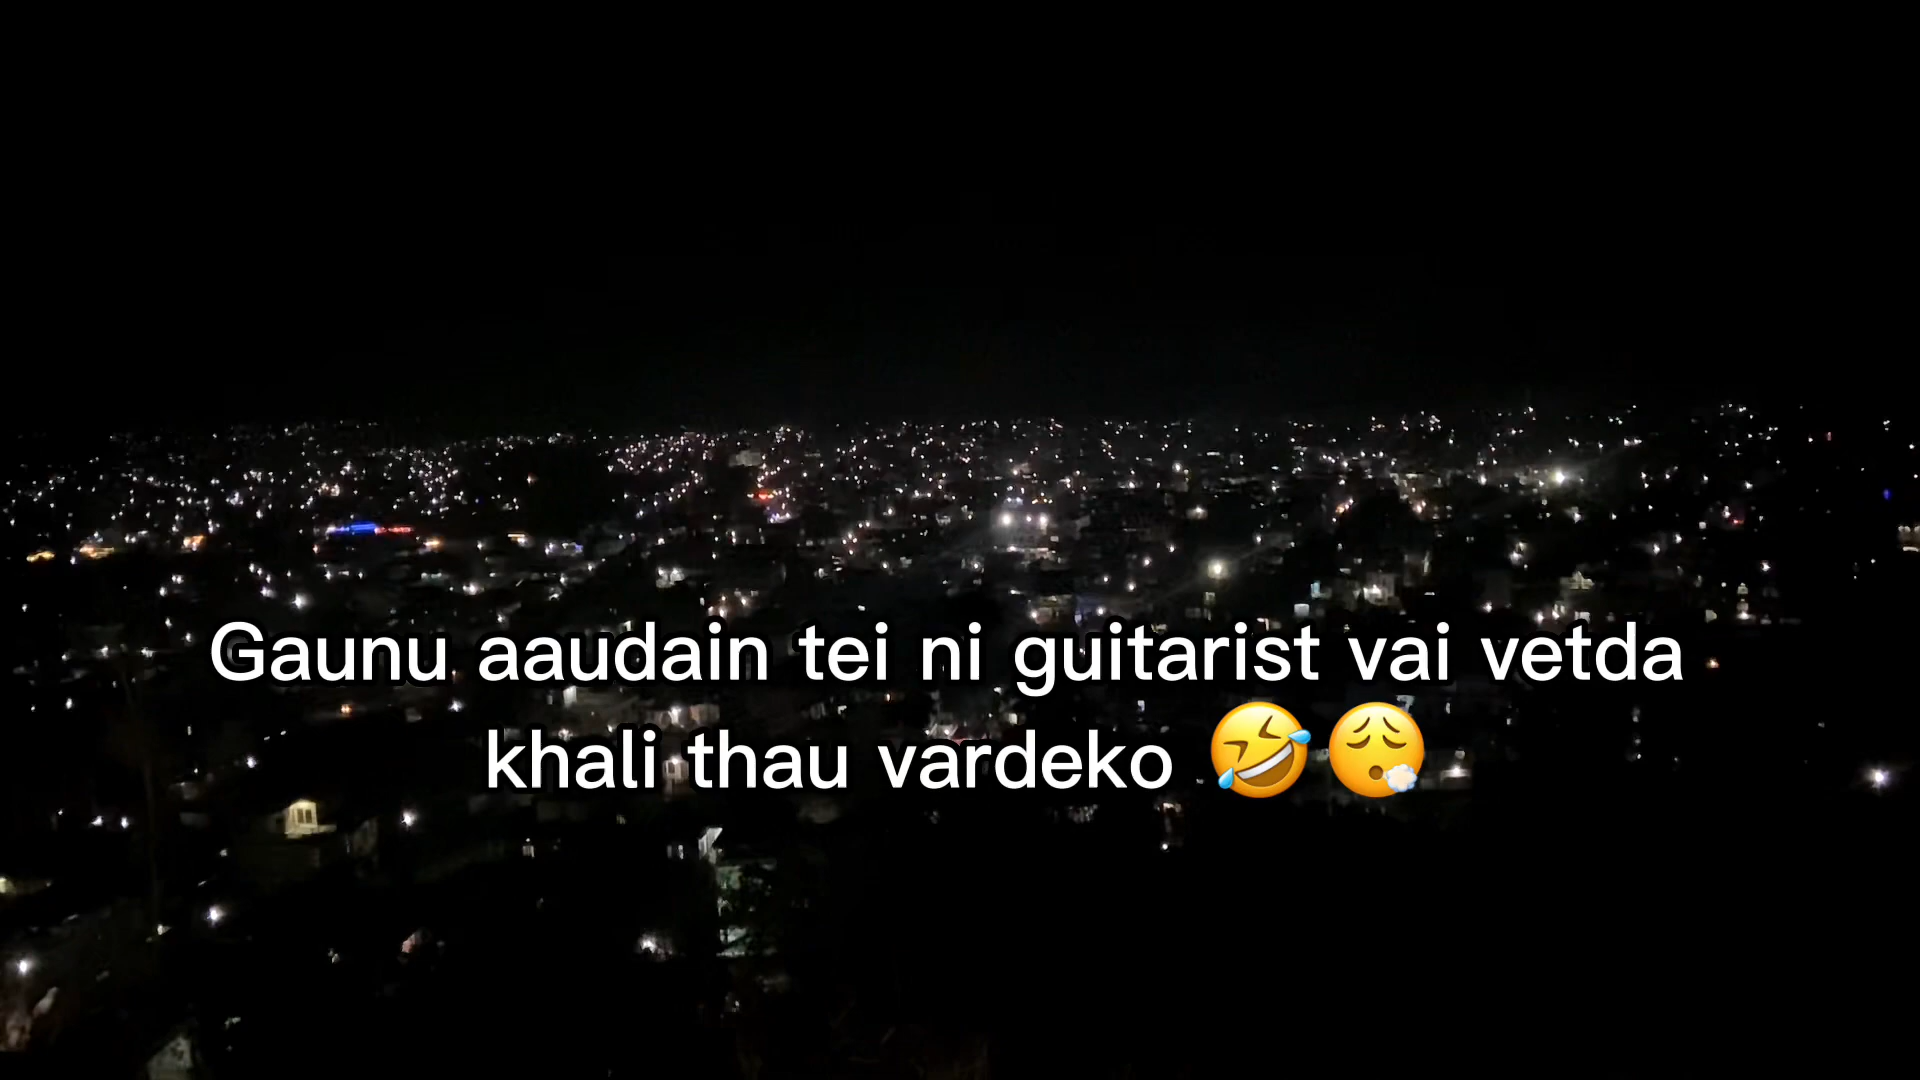 Gaunu aaudain tei ni guitarist vai vetda
khali thau vardeko 🤣😮‍💨